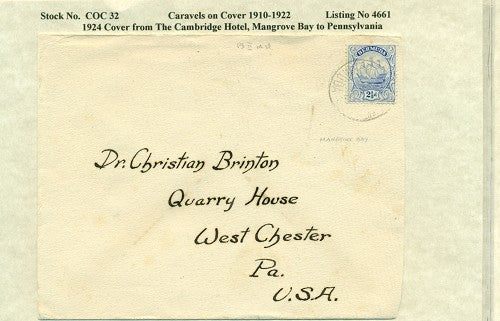 Stock No. COC 32 Caravels on Cover 1910-1922 Listing No 4661
1924 Cover from The Cambridge Hotel, Mangrove Bay to Pennsylvania
BERMUDA
2½
MANGROVE BAY
Dr. Christian Brinton
Quarry House
West Chester
Pa.
U.S.A.